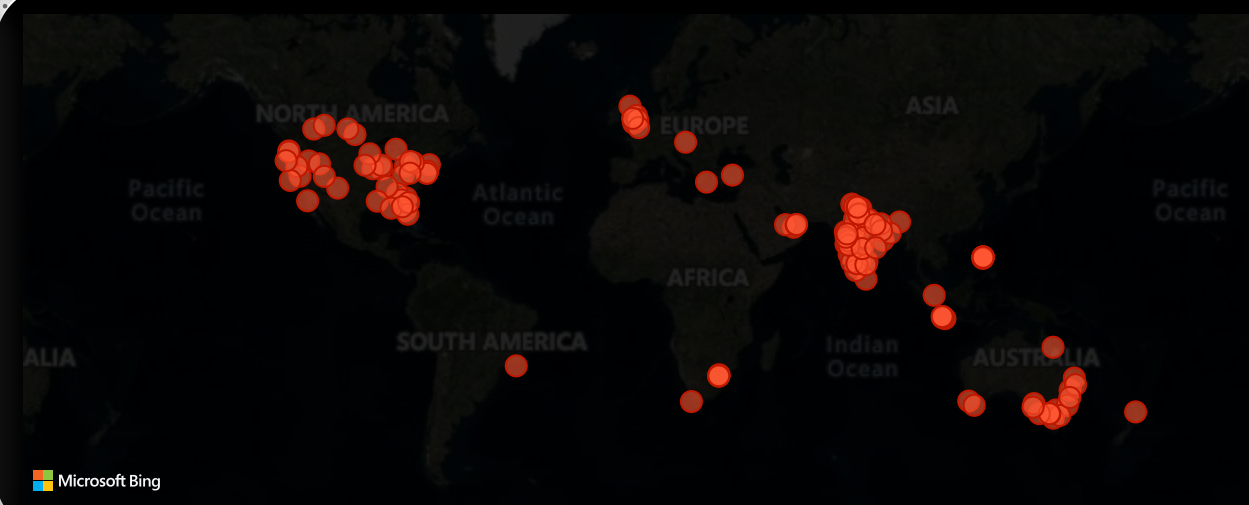 NORTH AMERICA
EUROPE
ASIA
Pacific
Ocean
Atlantic
Ocean
Pacific
Ocean
AFRICA
SOUTH AMERICA
Indian
Ocean
ALIA
AUSTRALIA
Microsoft Bing